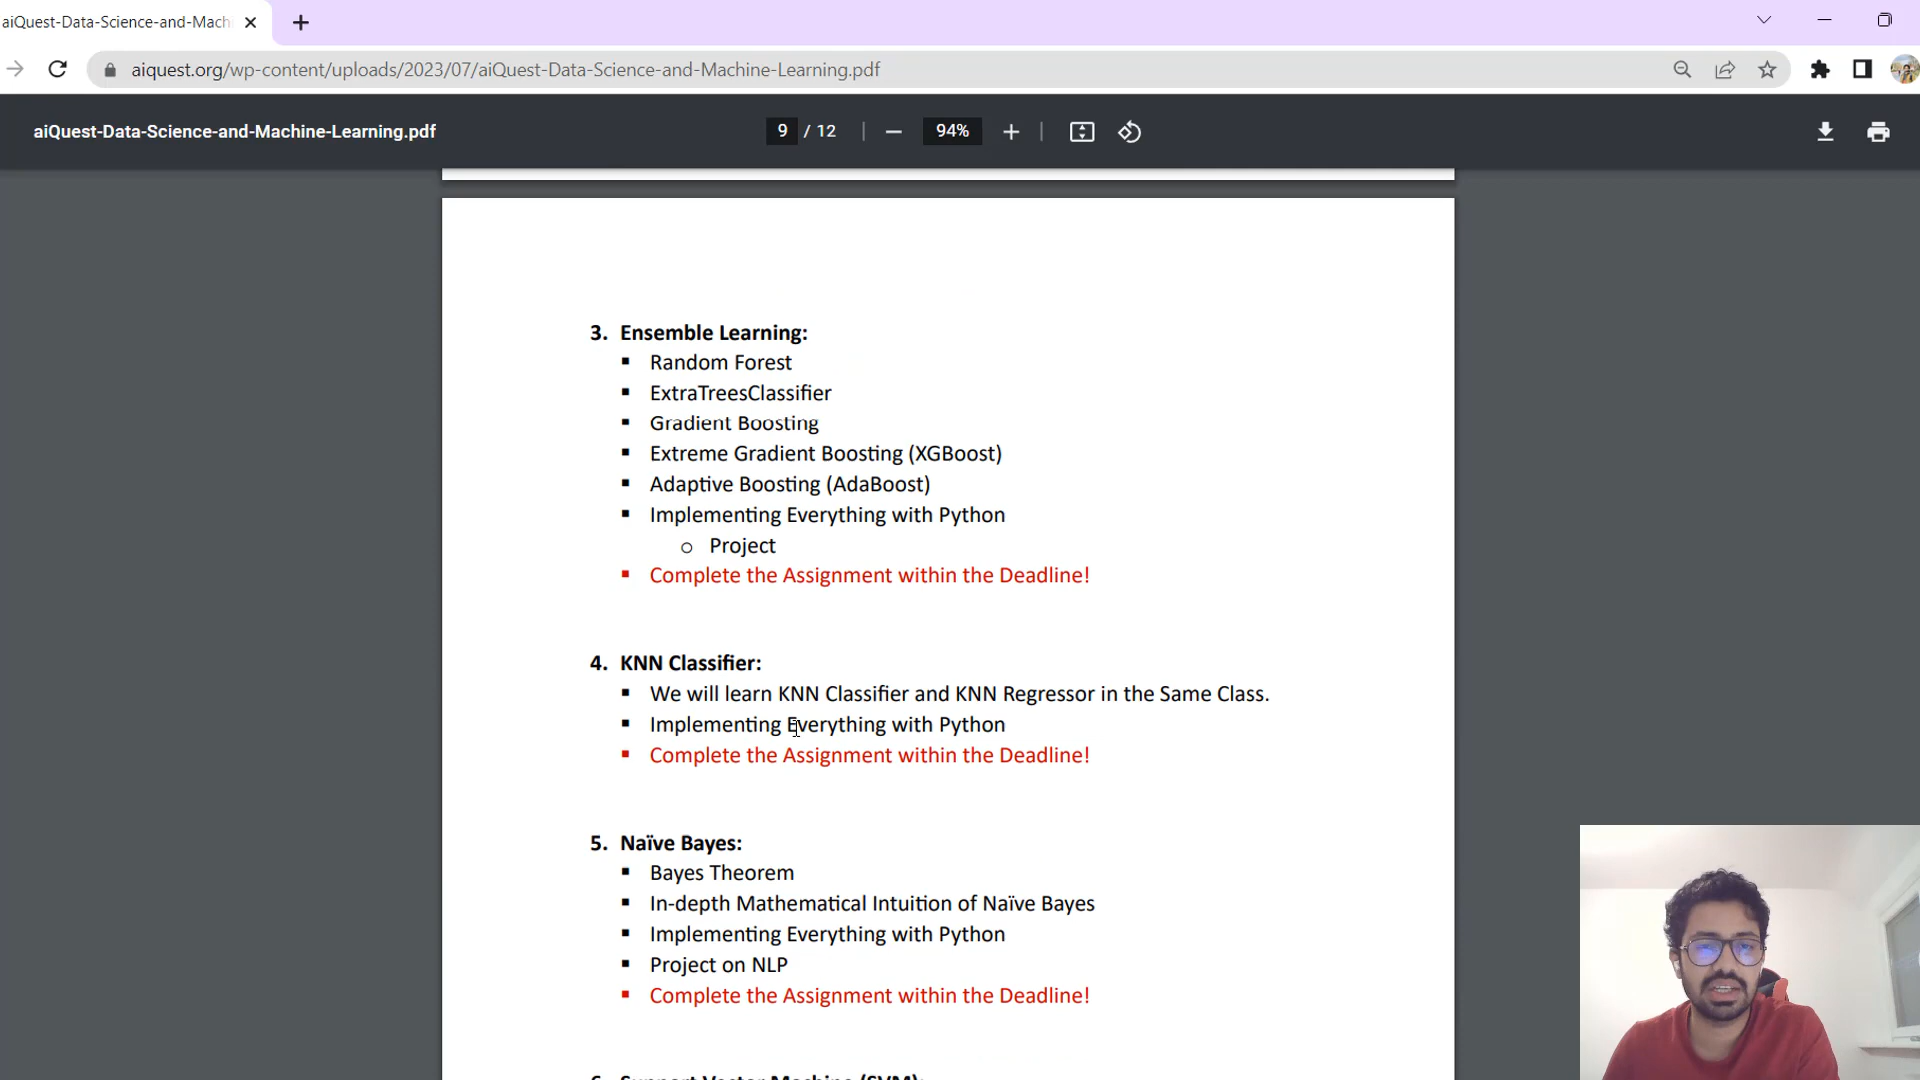 aiQuest-Data-Science-and-Mach
aiquest.org/wp-content/uploads/2023/07/aiQuest-Data-Science-and-Machine-Learning.pdf
aiQuest-Data-Science-and-Machine-Learning.pdf
9 / 12
94%
3. Ensemble Learning:
▪ Random Forest
▪ ExtraTreesClassifier
▪ Gradient Boosting
▪ Extreme Gradient Boosting (XGBoost)
▪ Adaptive Boosting (AdaBoost)
▪ Implementing Everything with Python
o Project
▪ Complete the Assignment within the Deadline!
4. KNN Classifier:
▪ We will learn KNN Classifier and KNN Regressor in the Same Class.
▪ Implementing Everything with Python
▪ Complete the Assignment within the Deadline!
5. Naïve Bayes:
▪ Bayes Theorem
▪ In-depth Mathematical Intuition of Naïve Bayes
▪ Implementing Everything with Python
▪ Project on NLP
▪ Complete the Assignment within the Deadline!
6. Support Vector Machine (SVM):